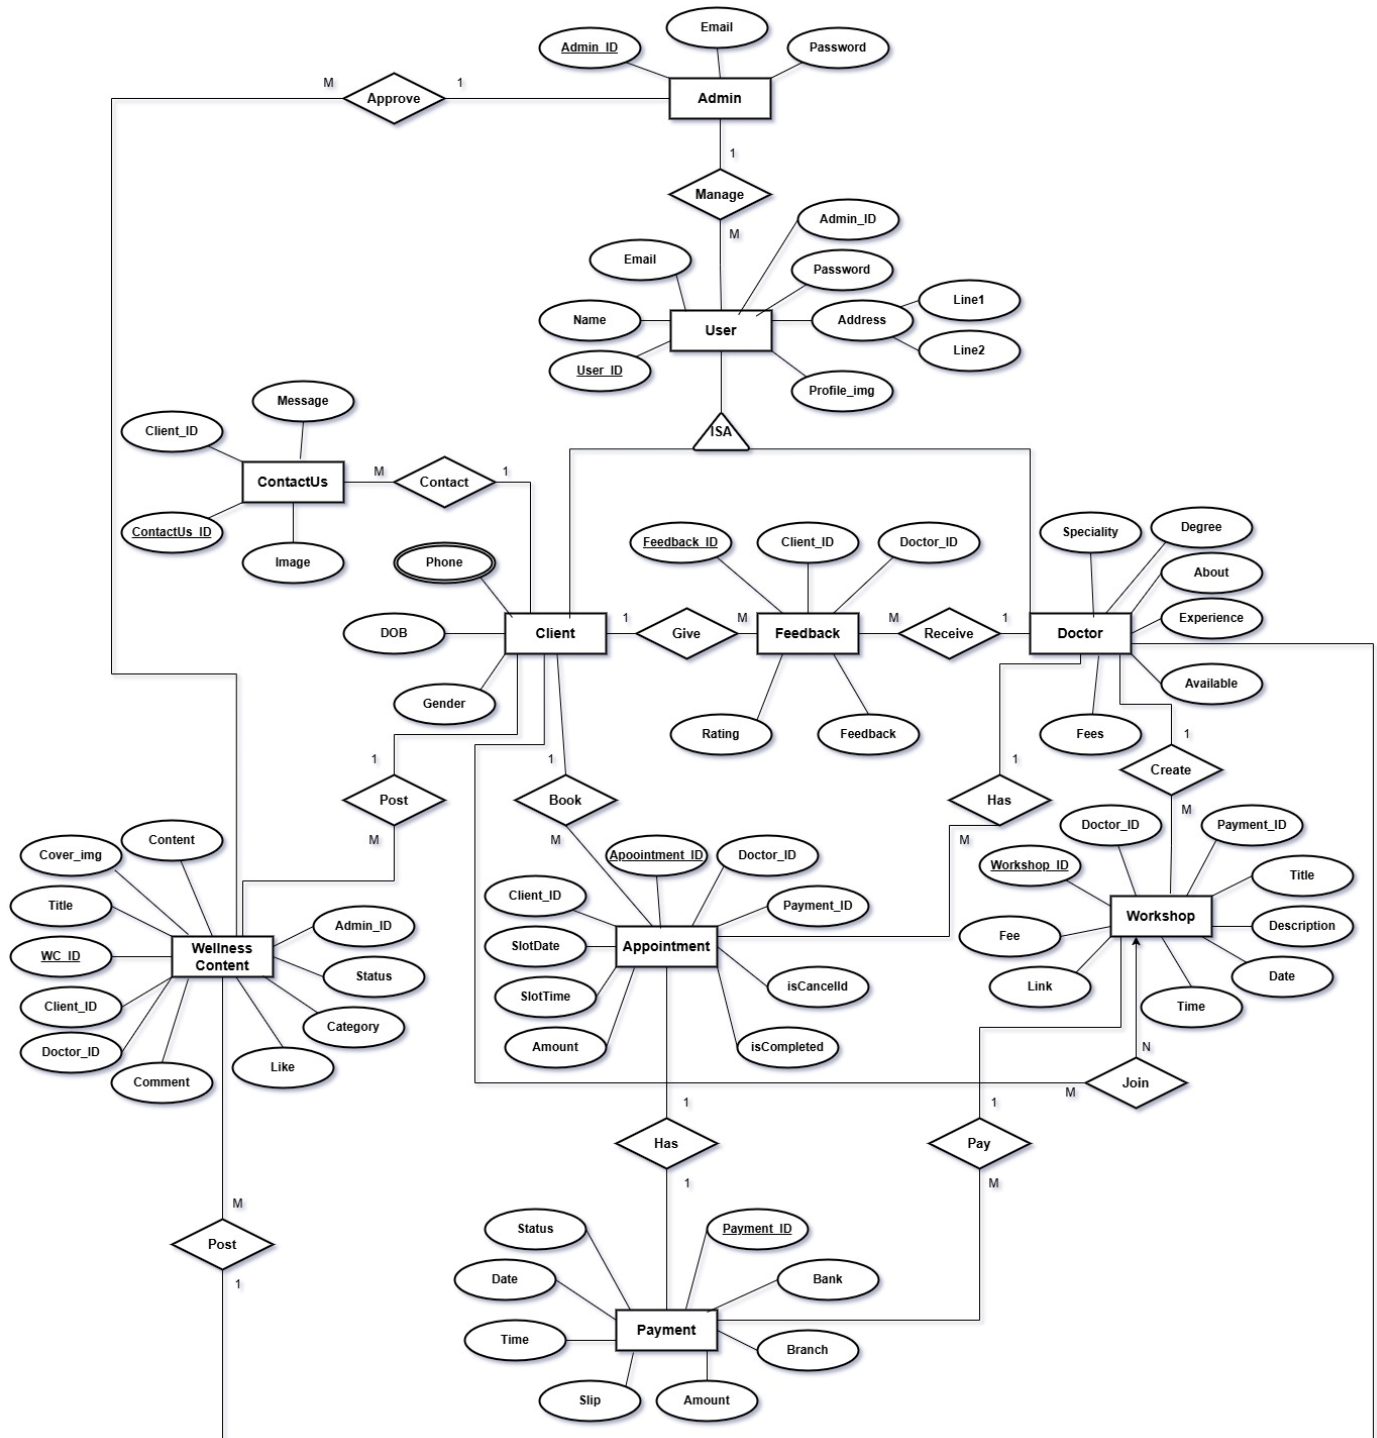 Email
Admin_ID
Password
M
Approve
1
Admin
1
Manage
M
Admin_ID
Email
Password
Line1
Name
User
Address
Line2
User_ID
Profile_img
ISA
Message
Client_ID
ContactUs
M
Contact
1
ContactUs_ID
Image
Phone
Feedback_ID
Client_ID
Doctor_ID
Speciality
Degree
About
Experience
DOB
Client
1
Give
M
Feedback
M
Receive
1
Doctor
Available
Gender
Rating
Feedback
Fees
1
Post
M
1
Book
M
1
Has
M
1
Create
M
Content
Cover_img
Title
WC_ID
Wellness
Content
Admin_ID
Status
Client_ID
Category
Doctor_ID
Comment
Like
Apoointment_ID
Doctor_ID
Client_ID
Payment_ID
SlotDate
Appointment
isCancelld
SlotTime
Amount
isCompleted
Doctor_ID
Payment_ID
Workshop_ID
Title
Workshop
Fee
Description
Link
Date
Time
N
Join
M
1
Has
1
1
Pay
M
M
Post
1
Status
Payment_ID
Date
Bank
Time
Payment
Branch
Slip
Amount